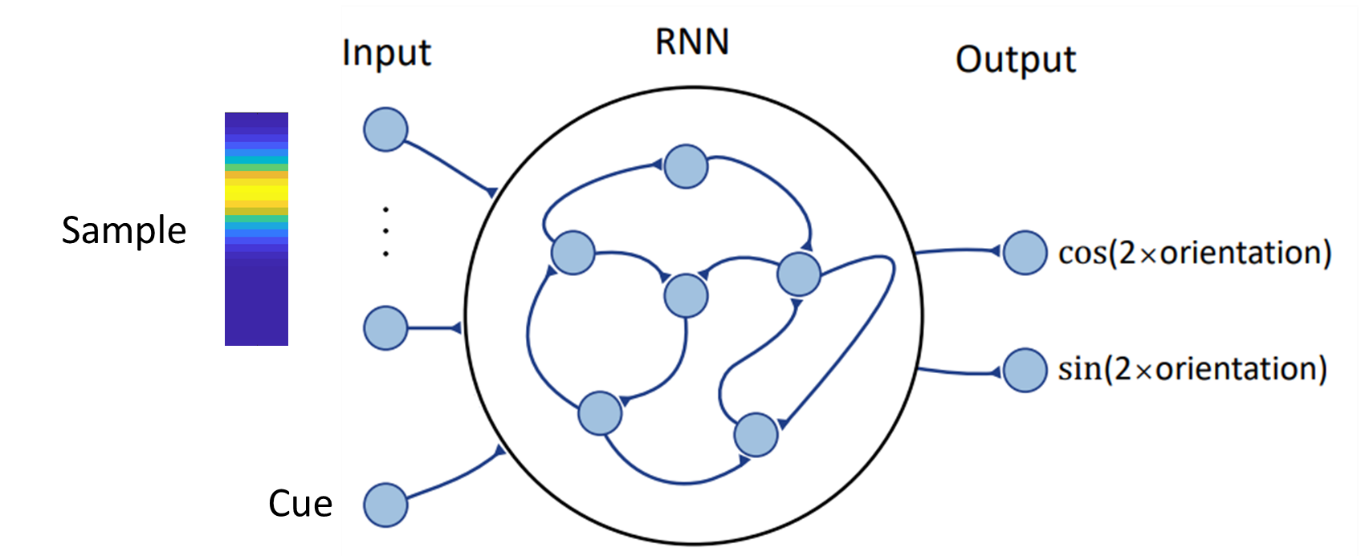 Input
RNN
Output
Sample
cos(2×orientation)
sin(2×orientation)
Cue